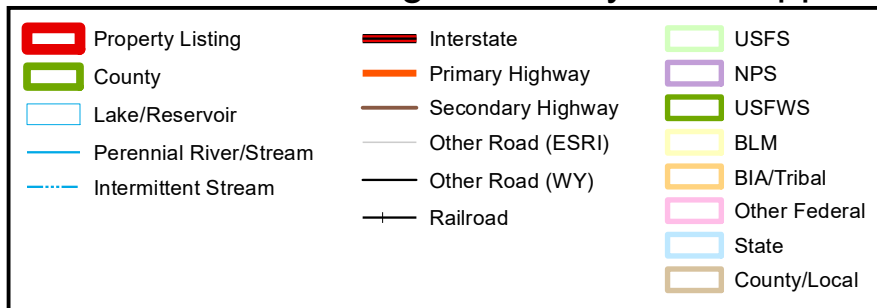 Property Listing
County
Lake/Reservoir
Perennial River/Stream
Intermittent Stream
Interstate
Primary Highway
Secondary Highway
Other Road (ESRI)
Other Road (WY)
Railroad
USFS
NPS
USFWS
BLM
BIA/Tribal
Other Federal
State
County/Local